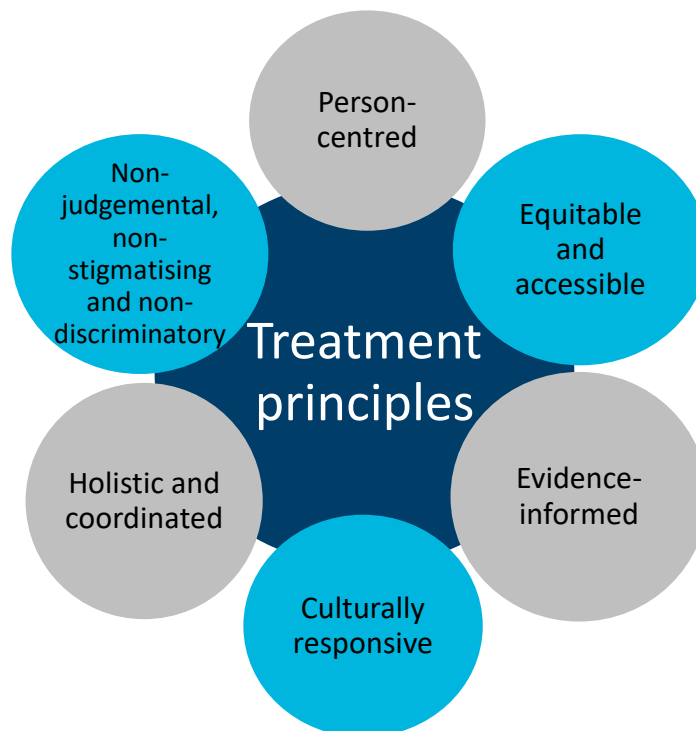 Person-
centred
Non-
judgemental,
non-
stigmatising
and non-
discriminatory
Equitable
and
accessible
Treatment
principles
Holistic and
coordinated
Evidence-
informed
Culturally
responsive